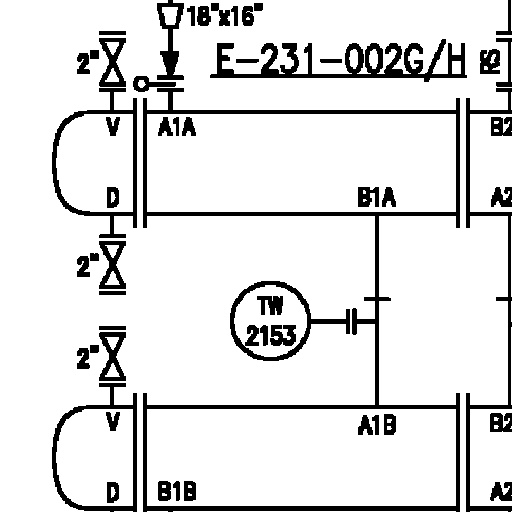 18"x16"
2" E-231-002G/H
V A1A B2
D B1A A2
2"
TW
2153
2"
V A1B B2
D B1B A2